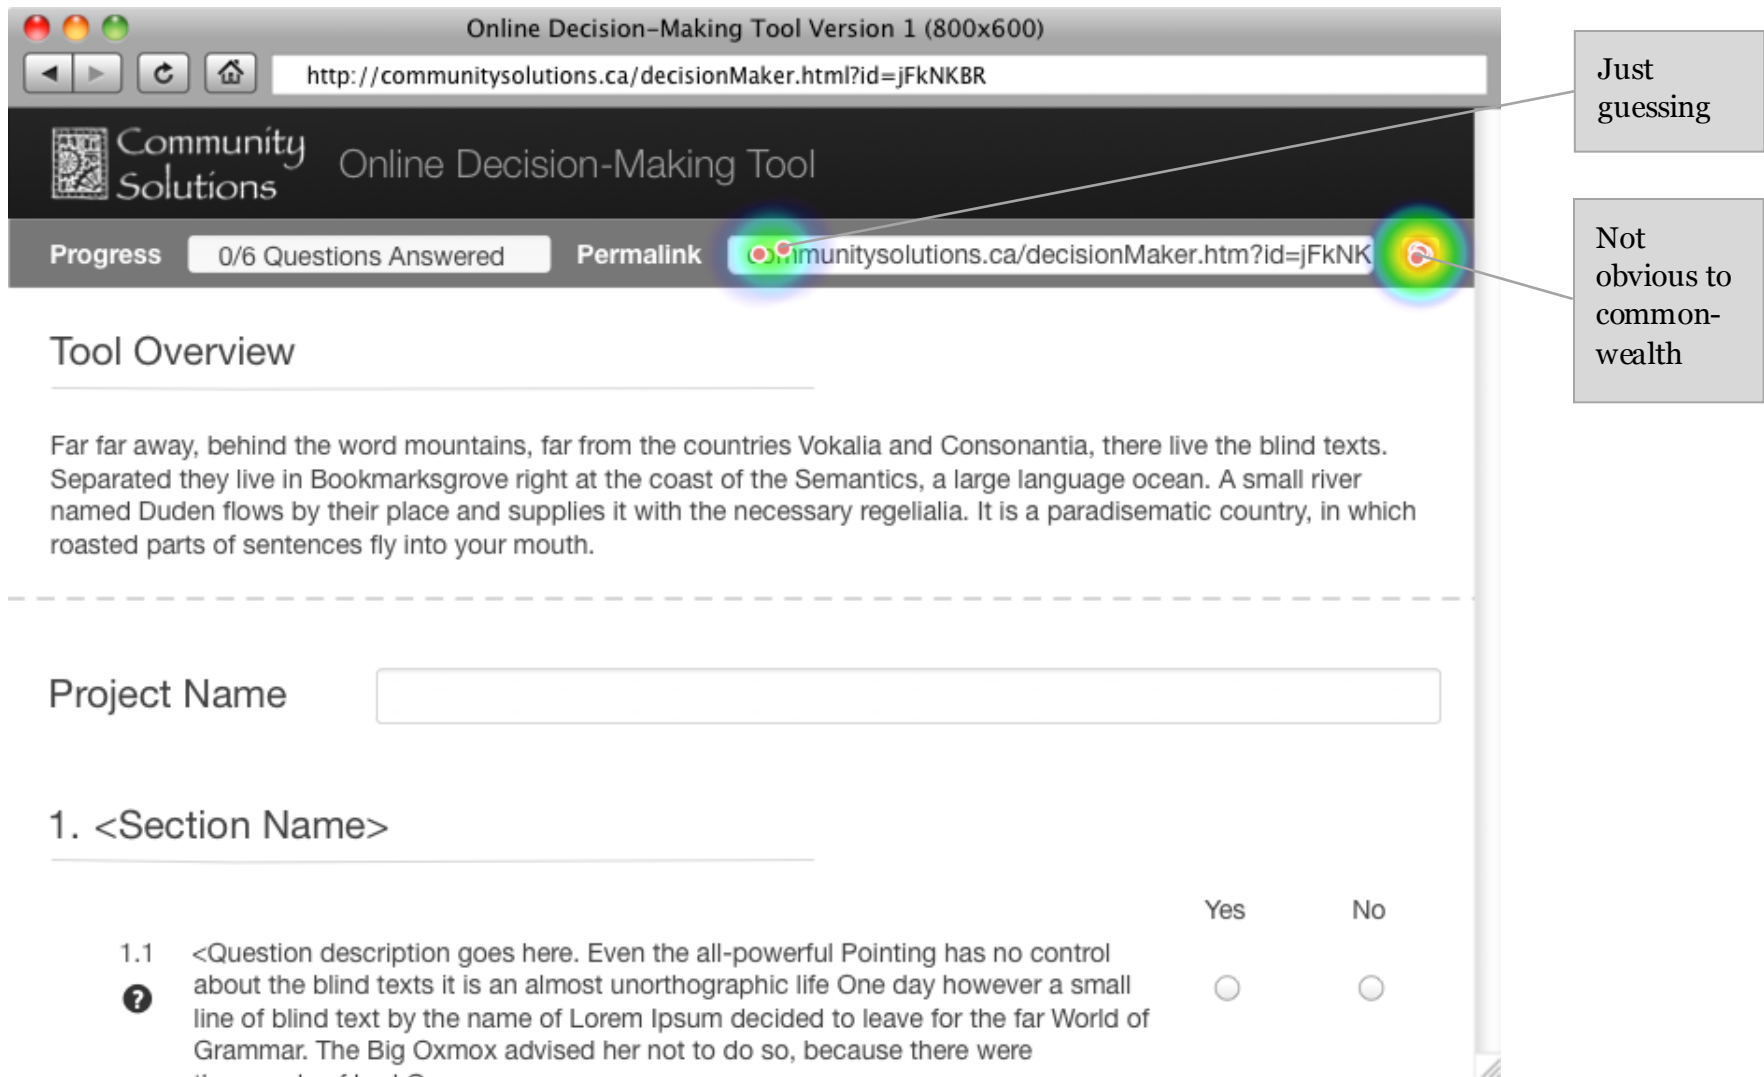 Online Decision-Making Tool Version 1 (800x600)
http://communitysolutions.ca/decisionMaker.html?id=jFkNKBR
Community
Solutions
Online Decision-Making Tool
Progress
0/6 Questions Answered
Permalink
communitysolutions.ca/decisionMaker.htm?id=jFkNK
Just
guessing
Not
obvious to
common-
wealth
Tool Overview
Far far away, behind the word mountains, far from the countries Vokalia and Consonantia, there live the blind texts.
Separated they live in Bookmarksgrove right at the coast of the Semantics, a large language ocean. A small river
named Duden flows by their place and supplies it with the necessary regelialia. It is a paradisematic country, in which
roasted parts of sentences fly into your mouth.
Project Name
1. <Section Name>
Yes No
1.1 <Question description goes here. Even the all-powerful Pointing has no control
about the blind texts it is an almost unorthographic life One day however a small
line of blind text by the name of Lorem Ipsum decided to leave for the far World of
Grammar. The Big Oxmox advised her not to do so, because there were